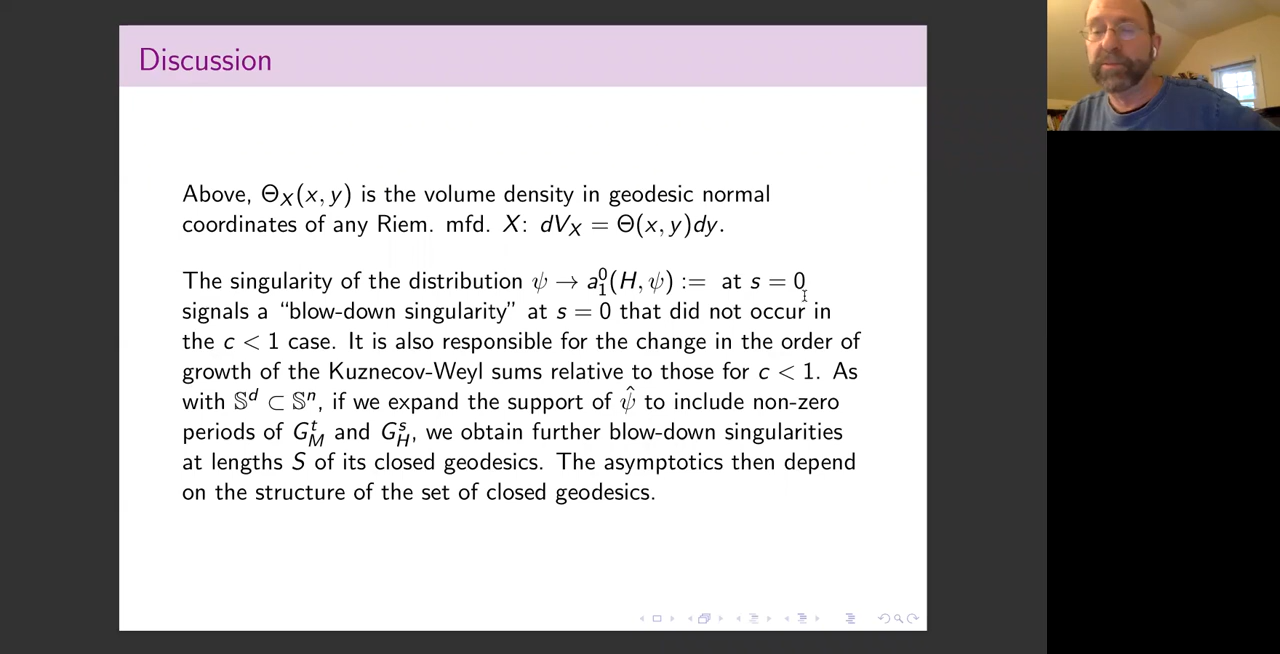 Discussion
Above, Θ_X(x, y) is the volume density in geodesic normal
coordinates of any Riem. mfd. X: dV_X = Θ(x, y)dy.
The singularity of the distribution ψ → a_1^0(H, ψ) := at s = 0
signals a “blow-down singularity” at s = 0 that did not occur in
the c < 1 case. It is also responsible for the change in the order of
growth of the Kuznecov-Weyl sums relative to those for c < 1. As
with 𝕊^d ⊂ 𝕊^n, if we expand the support of ψ̂ to include non-zero
periods of G_M^t and G_H^s, we obtain further blow-down singularities
at lengths S of its closed geodesics. The asymptotics then depend
on the structure of the set of closed geodesics.